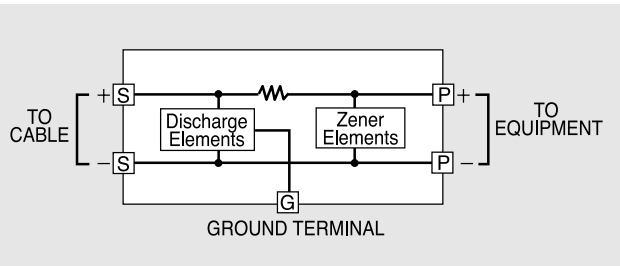 + S
P +
TO
CABLE
Discharge
Elements
Zener
Elements
TO
EQUIPMENT
− S
P −
G
GROUND TERMINAL